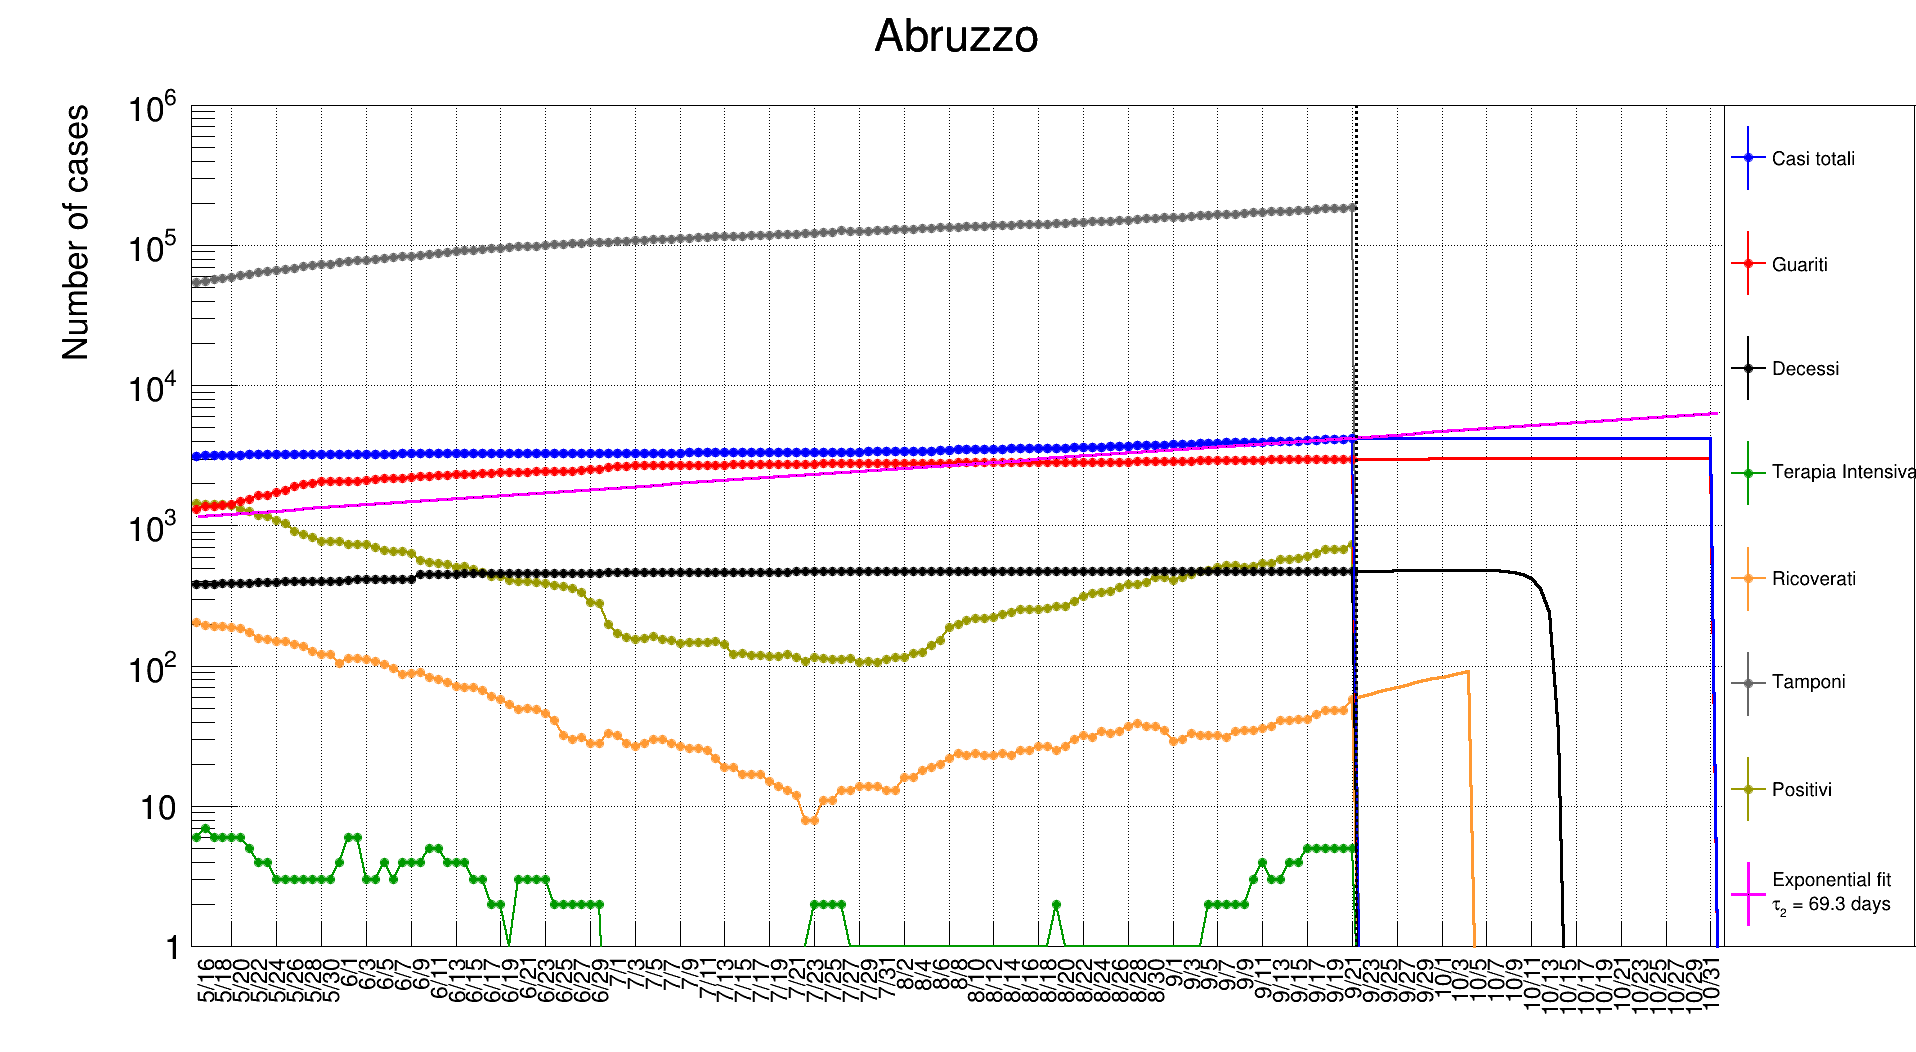 Abruzzo
Number of cases
10^6
10^5
10^4
10^3
10^2
10
1
5/16 5/18 5/20 5/22 5/24 5/26 5/28 5/30 6/1 6/3 6/5 6/7 6/9 6/11 6/13 6/15 6/17 6/19 6/21 6/23 6/25 6/27 6/29 7/1 7/3 7/5 7/7 7/9 7/11 7/13 7/15 7/17 7/19 7/21 7/23 7/25 7/27 7/29 7/31 8/2 8/4 8/6 8/8 8/10 8/12 8/14 8/16 8/18 8/20 8/22 8/24 8/26 8/28 8/30 9/1 9/3 9/5 9/7 9/9 9/11 9/13 9/15 9/17 9/19 9/21 9/23 9/25 9/27 9/29 10/1 10/3 10/5 10/7 10/9 10/11 10/13 10/15 10/17 10/19 10/21 10/23 10/25 10/27 10/29 10/31
Casi totali
Guariti
Decessi
Terapia Intensiva
Ricoverati
Tamponi
Positivi
Exponential fit
τ2 = 69.3 days